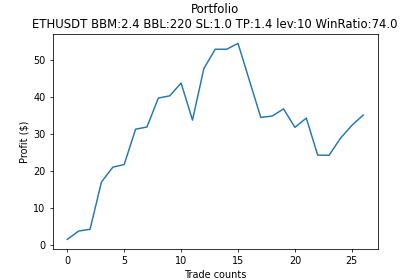 Portfolio
ETHUSDT BBM:2.4 BBL:220 SL:1.0 TP:1.4 lev:10 WinRatio:74.0
50
40
30
20
10
0
Profit ($)
0 5 10 15 20 25
Trade counts